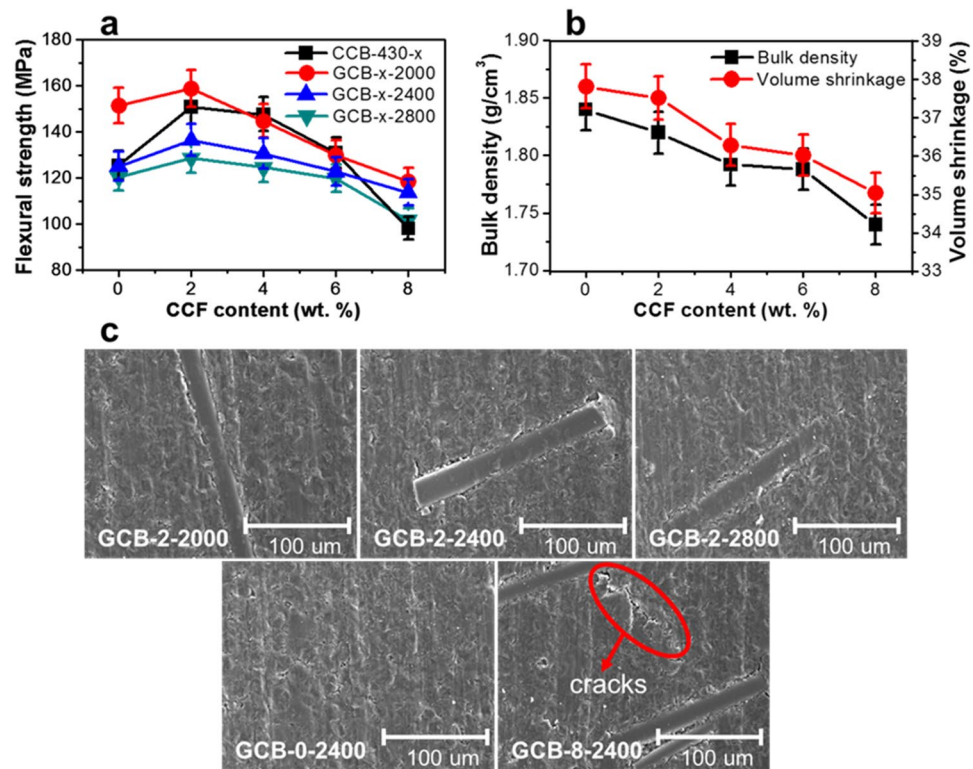 a
Flexural strength (MPa)
180
160
140
120
100
80
0 2 4 6 8
CCF content (wt. %)
CCB-430-x
GCB-x-2000
GCB-x-2400
GCB-x-2800
b
Bulk density (g/cm³)
1.90
1.85
1.80
1.75
1.70
0 2 4 6 8
CCF content (wt. %)
Bulk density
Volume shrinkage
39
38
37
36
35
34
33
Volume shrinkage (%)
c
GCB-2-2000
100 um
GCB-2-2400
100 um
GCB-2-2800
100 um
GCB-0-2400
100 um
cracks
GCB-8-2400
100 um